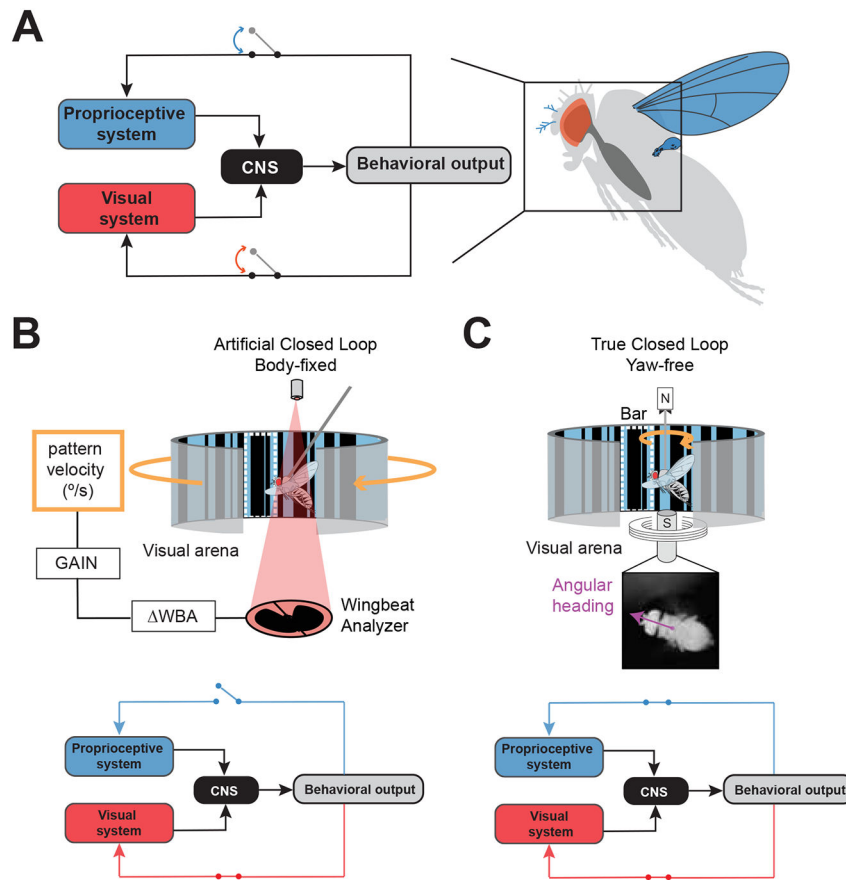 A
Proprioceptive
system
CNS
Behavioral output
Visual
system
B
Artificial Closed Loop
Body-fixed
pattern
velocity
(º/s)
GAIN
Visual arena
ΔWBA
Wingbeat
Analyzer
Proprioceptive
system
CNS
Behavioral output
Visual
system
C
True Closed Loop
Yaw-free
N
Bar
S
Visual arena
Angular
heading
Proprioceptive
system
CNS
Behavioral output
Visual
system